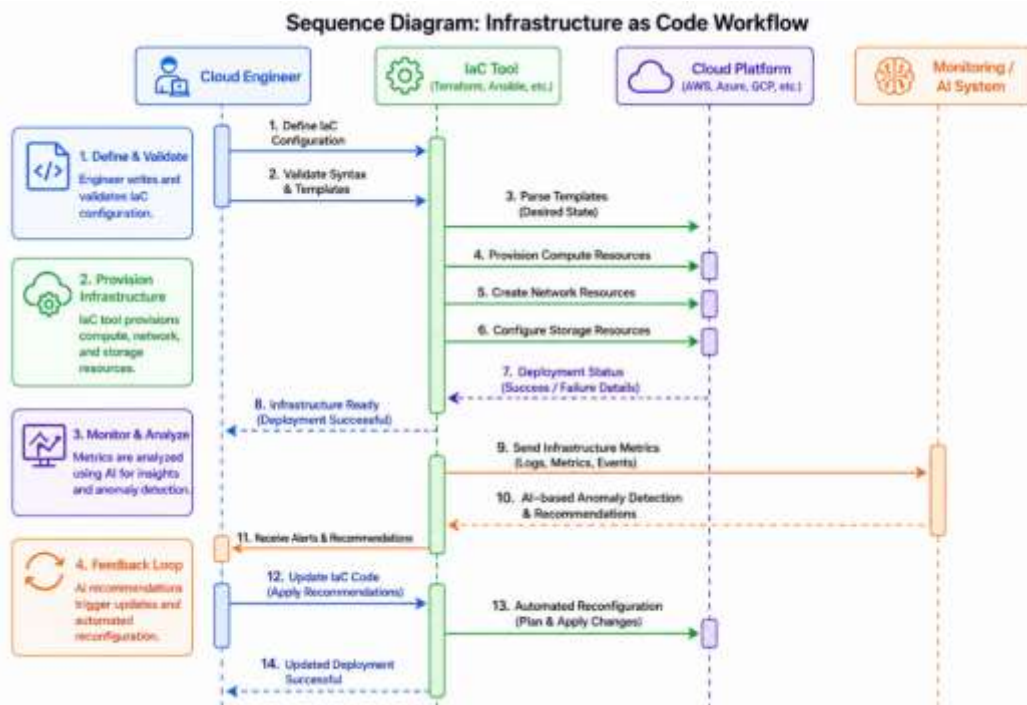 Sequence Diagram: Infrastructure as Code Workflow
Cloud Engineer
IaC Tool
(Terraform, Ansible, etc.)
Cloud Platform
(AWS, Azure, GCP, etc.)
Monitoring /
AI System
</>
1. Define & Validate
Engineer writes and
validates IaC
configuration.
1. Define IaC
Configuration
2. Validate Syntax
& Templates
3. Parse Templates
(Desired State)
4. Provision Compute Resources
5. Create Network Resources
6. Configure Storage Resources
7. Deployment Status
(Success / Failure Details)
2. Provision
Infrastructure
IaC tool provisions
compute, network,
and storage
resources.
8. Infrastructure Ready
(Deployment Successful)
3. Monitor & Analyze
Metrics are analyzed
using AI for insights
and anomaly detection.
9. Send Infrastructure Metrics
(Logs, Metrics, Events)
10. AI-based Anomaly Detection
& Recommendations
11. Receive Alerts & Recommendations
4. Feedback Loop
AI recommendations
trigger updates and
automated
reconfiguration.
12. Update IaC Code
(Apply Recommendations)
13. Automated Reconfiguration
(Plan & Apply Changes)
14. Updated Deployment
Successful